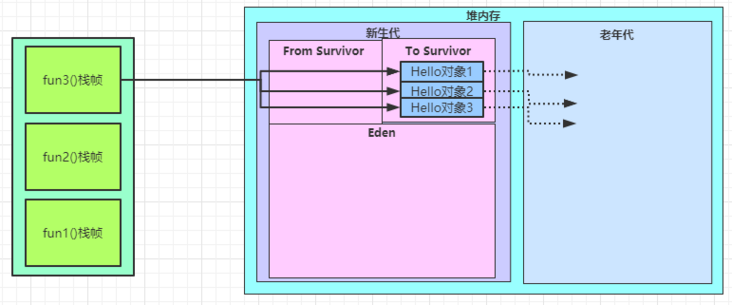 堆内存
新生代
老年代
From Survivor
To Survivor
fun3()栈帧
Hello对象1
Hello对象2
Hello对象3
Eden
fun2()栈帧
fun1()栈帧